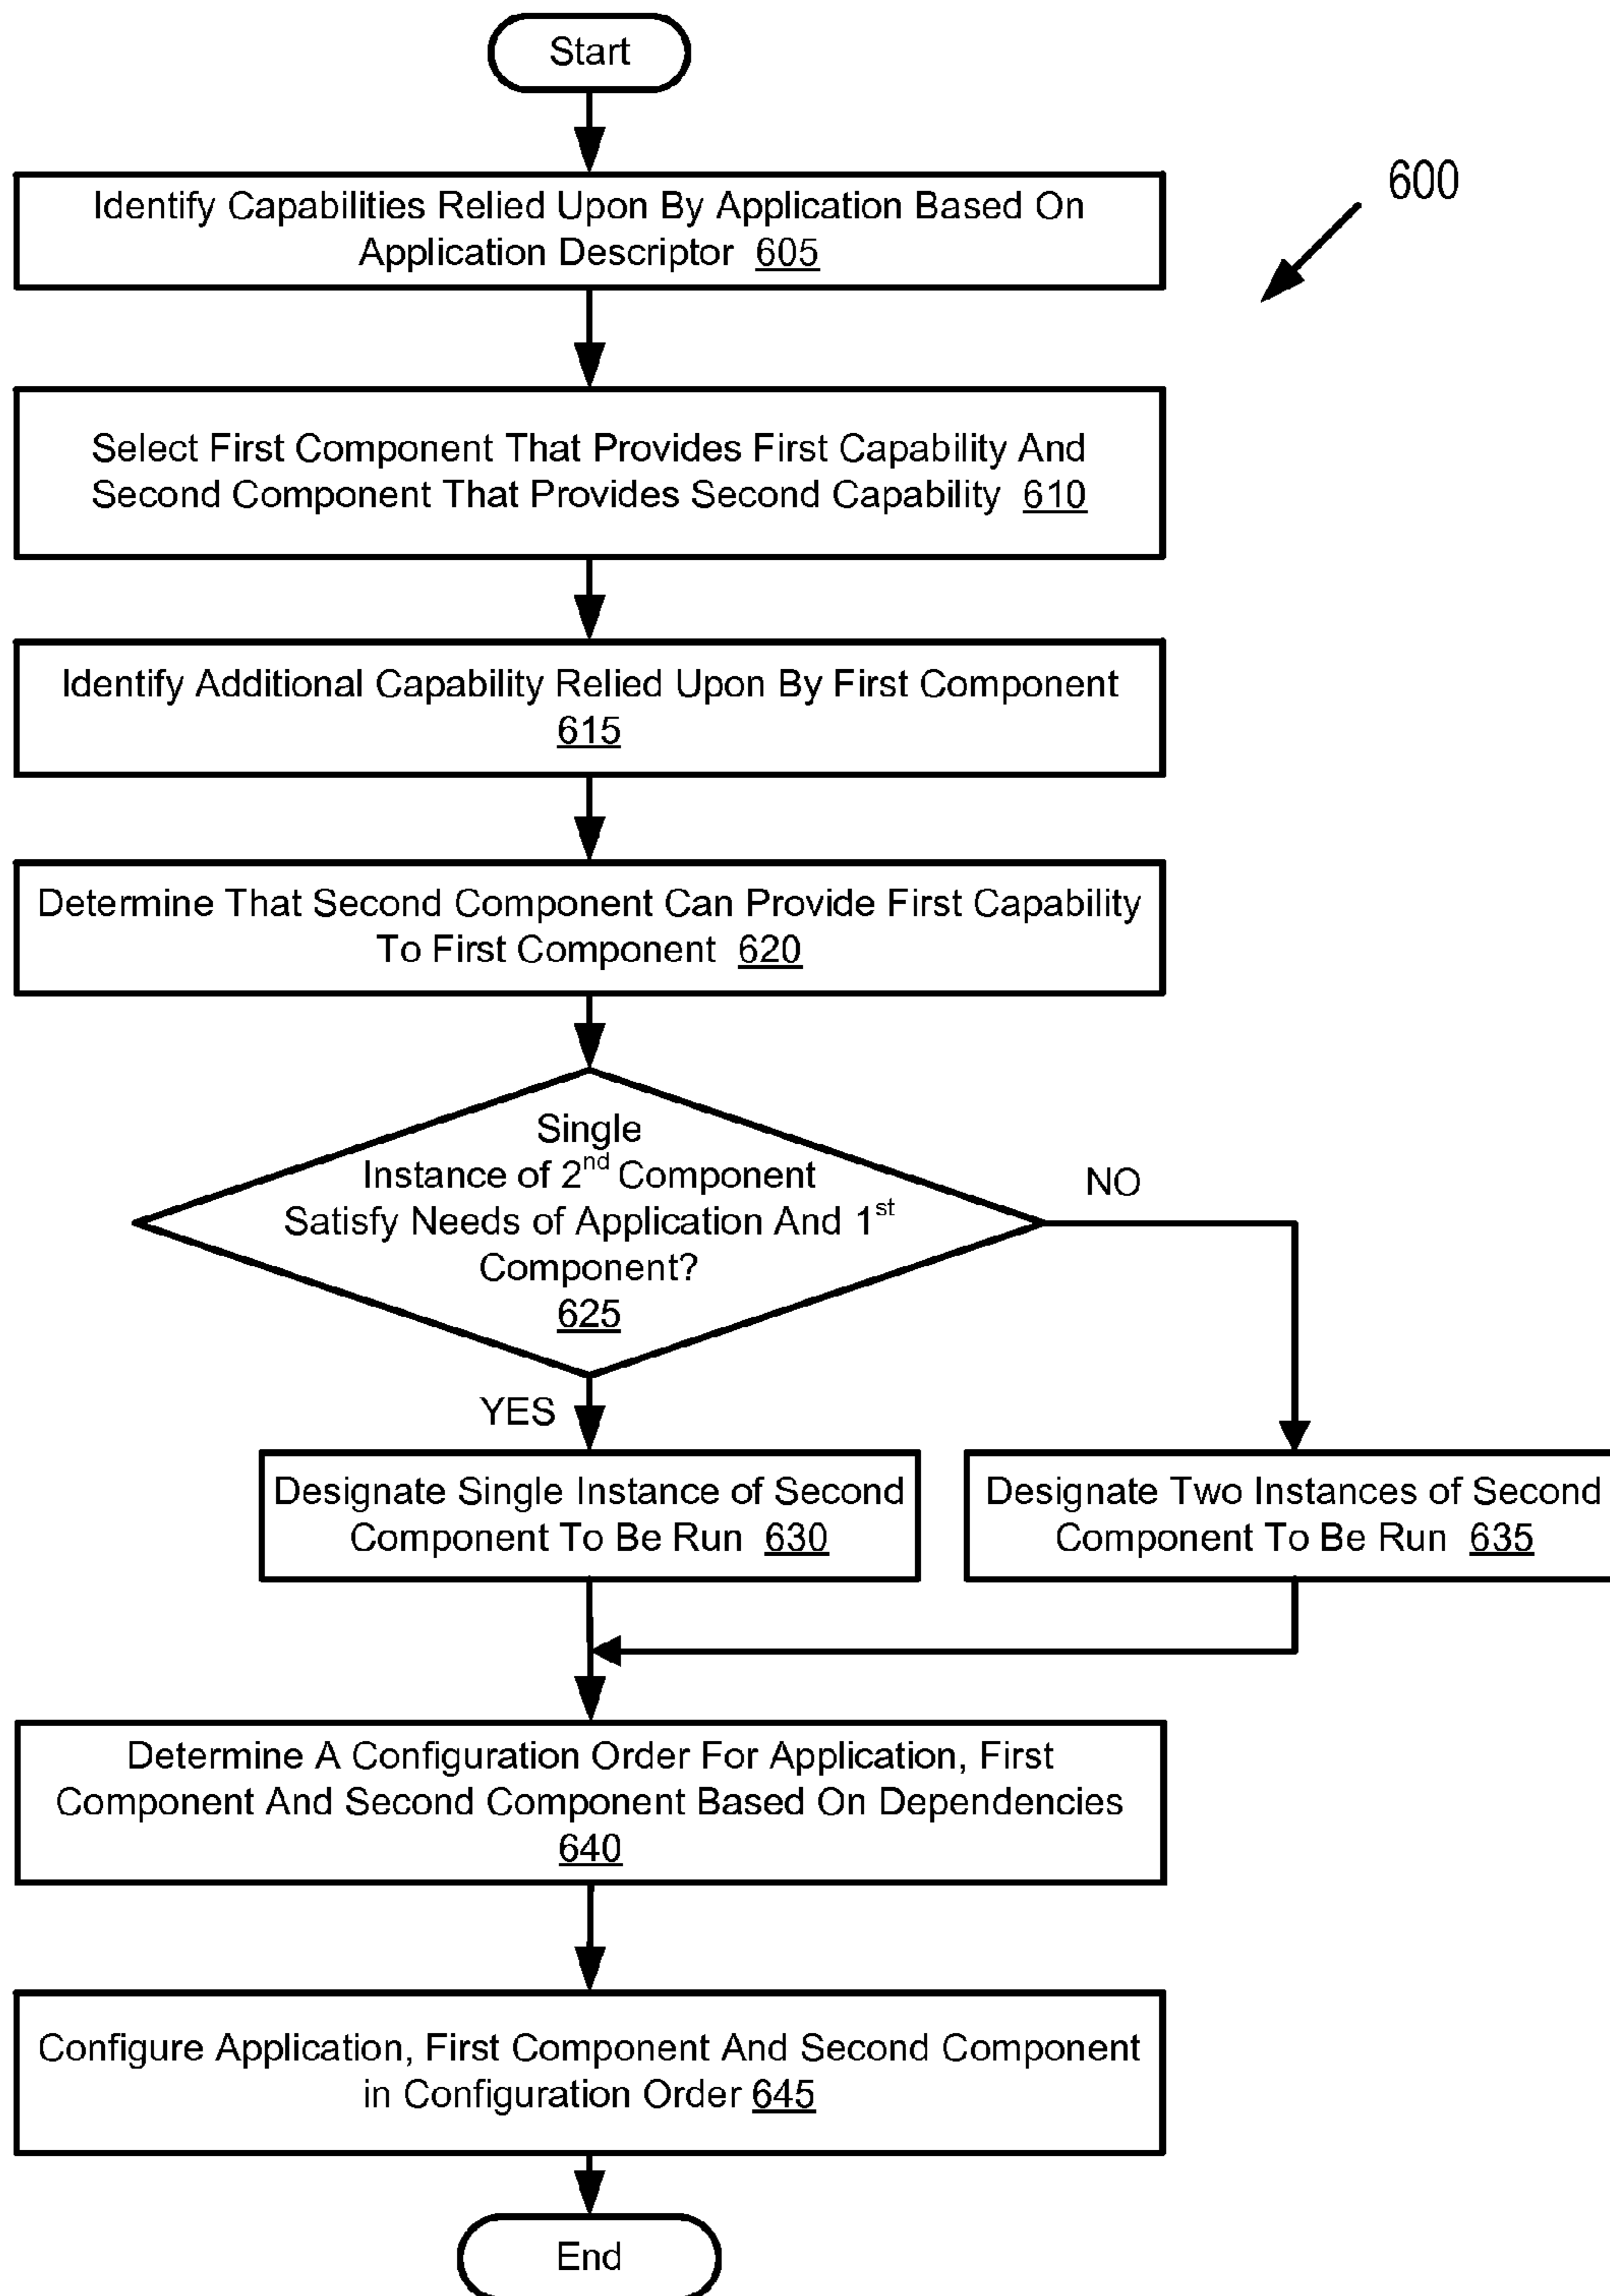 Start
600
Identify Capabilities Relied Upon By Application Based On
Application Descriptor 605
Select First Component That Provides First Capability And
Second Component That Provides Second Capability 610
Identify Additional Capability Relied Upon By First Component
615
Determine That Second Component Can Provide First Capability
To First Component 620
Single
Instance of 2nd Component
Satisfy Needs of Application And 1st
Component?
625
NO
YES
Designate Single Instance of Second
Component To Be Run 630
Designate Two Instances of Second
Component To Be Run 635
Determine A Configuration Order For Application, First
Component And Second Component Based On Dependencies
640
Configure Application, First Component And Second Component
in Configuration Order 645
End